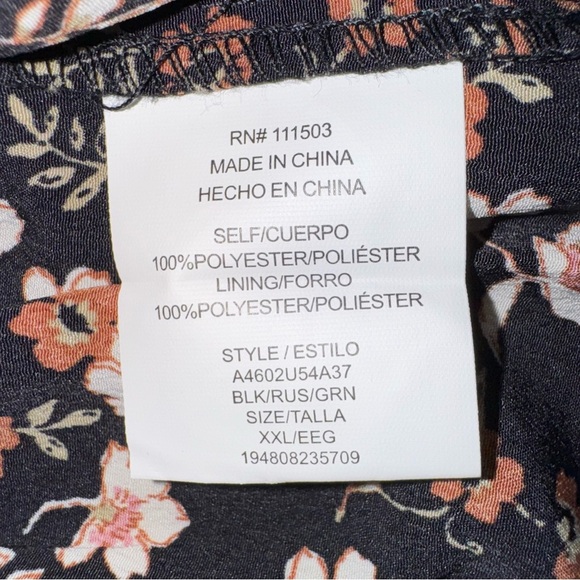 RN# 111503
MADE IN CHINA
HECHO EN CHINA
SELF/CUERPO
100%POLYESTER/POLIÉSTER
LINING/FORRO
100%POLYESTER/POLIÉSTER
STYLE / ESTILO
A4602U54A37
BLK/RUS/GRN
SIZE/TALLA
XXL/EEG
194808235709